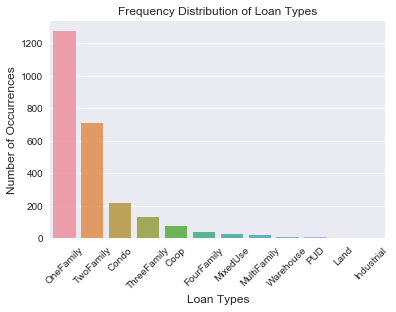 Frequency Distribution of Loan Types
Number of Occurrences
1200
1000
800
600
400
200
0
OneFamily
TwoFamily
Condo
ThreeFamily
Coop
FourFamily
MixedUse
MultiFamily
Warehouse
PUD
Land
Industrial
Loan Types